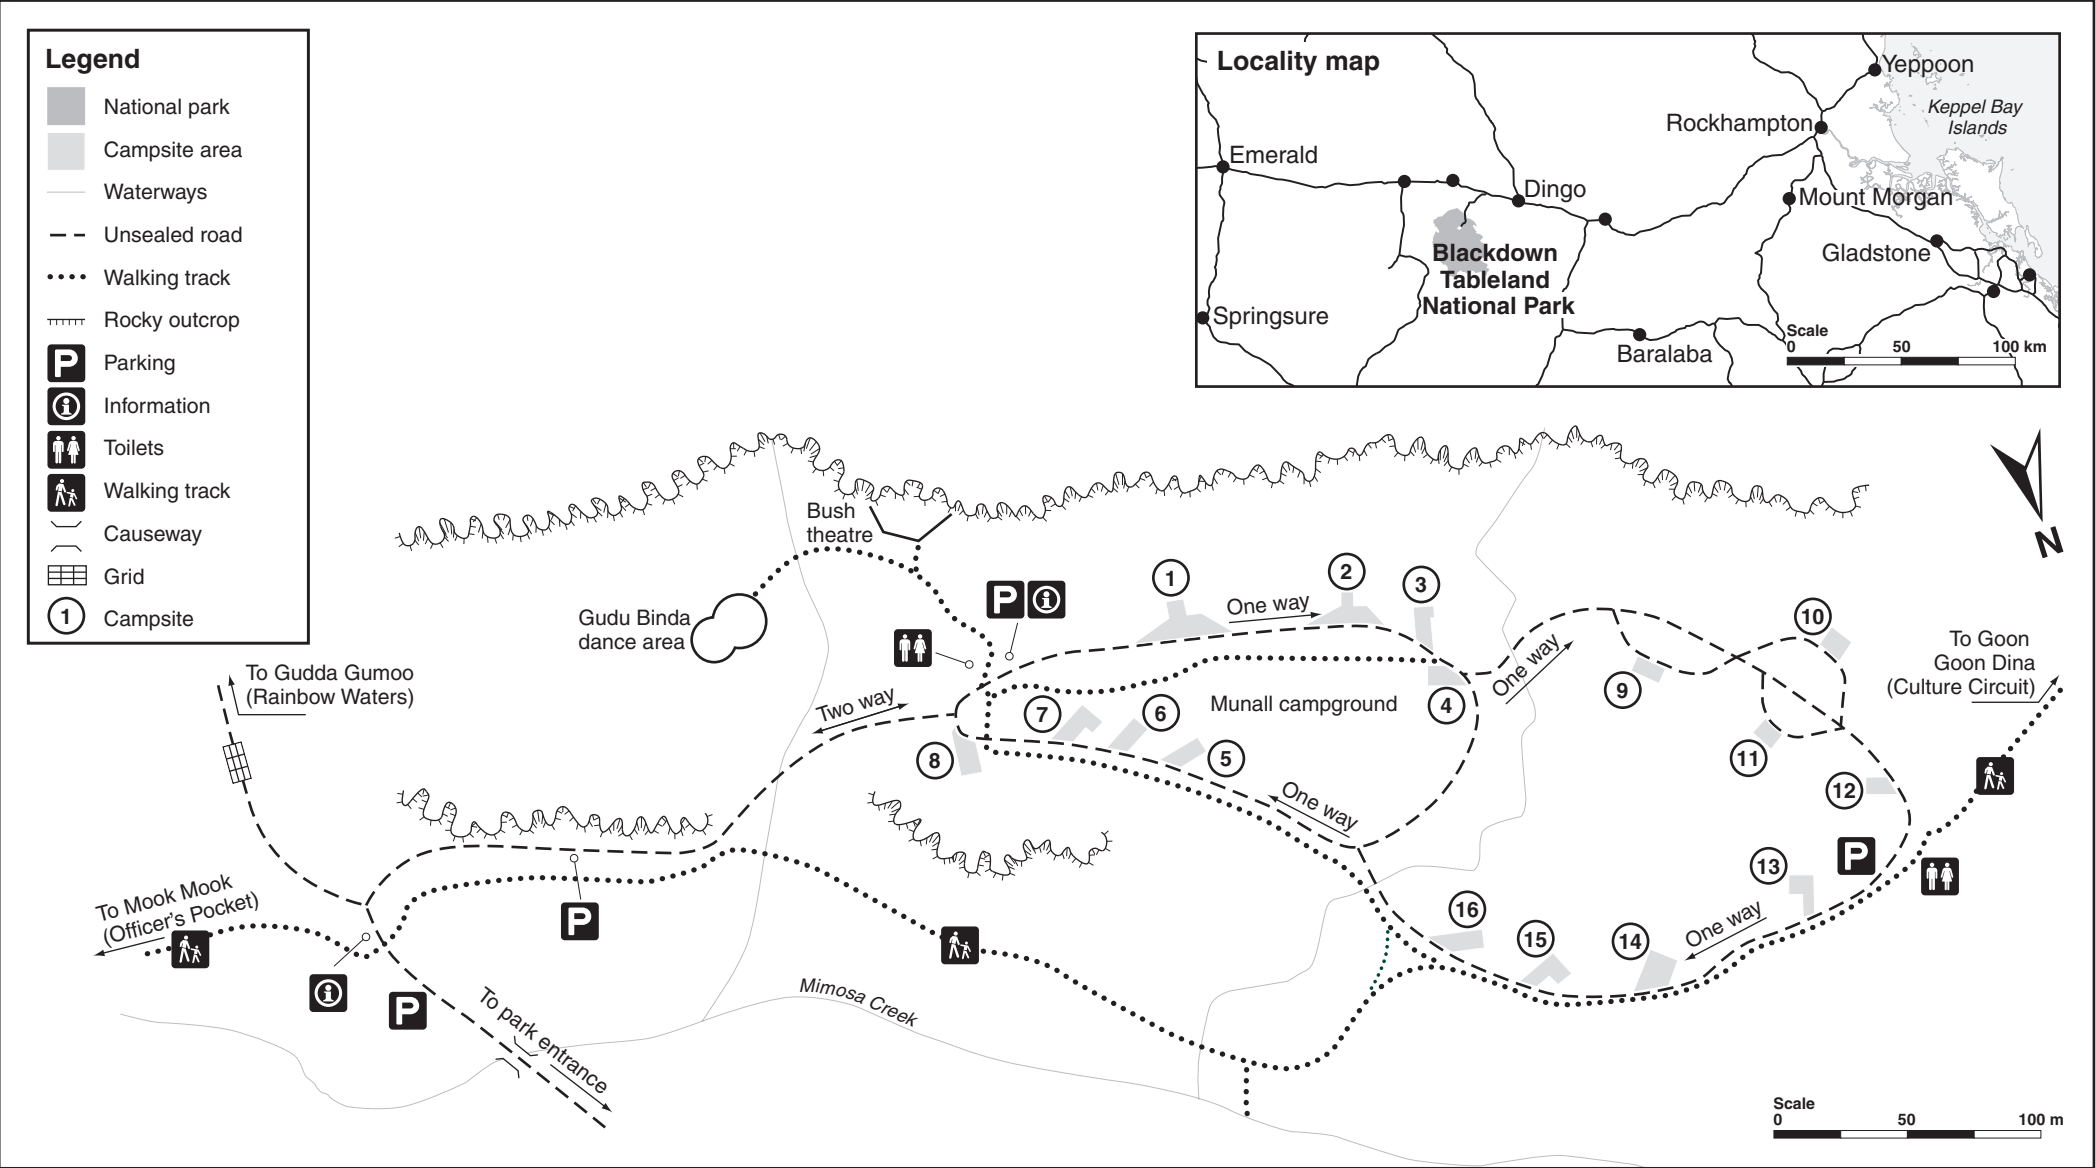 Legend
National park
Campsite area
Waterways
Unsealed road
Walking track
Rocky outcrop
P
Parking
i
Information
Toilets
Walking track
Causeway
Grid
1
Campsite
Locality map
Yeppoon
Keppel Bay
Islands
Rockhampton
Emerald
Dingo
Mount Morgan
Blackdown
Tableland
National Park
Gladstone
Springsure
Baralaba
Scale
0 50 100 km
N
Bush
theatre
Gudu Binda
dance area
P
i
1
One way
2
3
One way
10
To Goon
Goon Dina
(Culture Circuit)
To Gudda Gumoo
(Rainbow Waters)
Two way
7
6
Munall campground
4
9
8
5
11
One way
12
13
P
To Mook Mook
(Officer's Pocket)
P
16
15
14
One way
i
P
To park entrance
Mimosa Creek
Scale
0 50 100 m